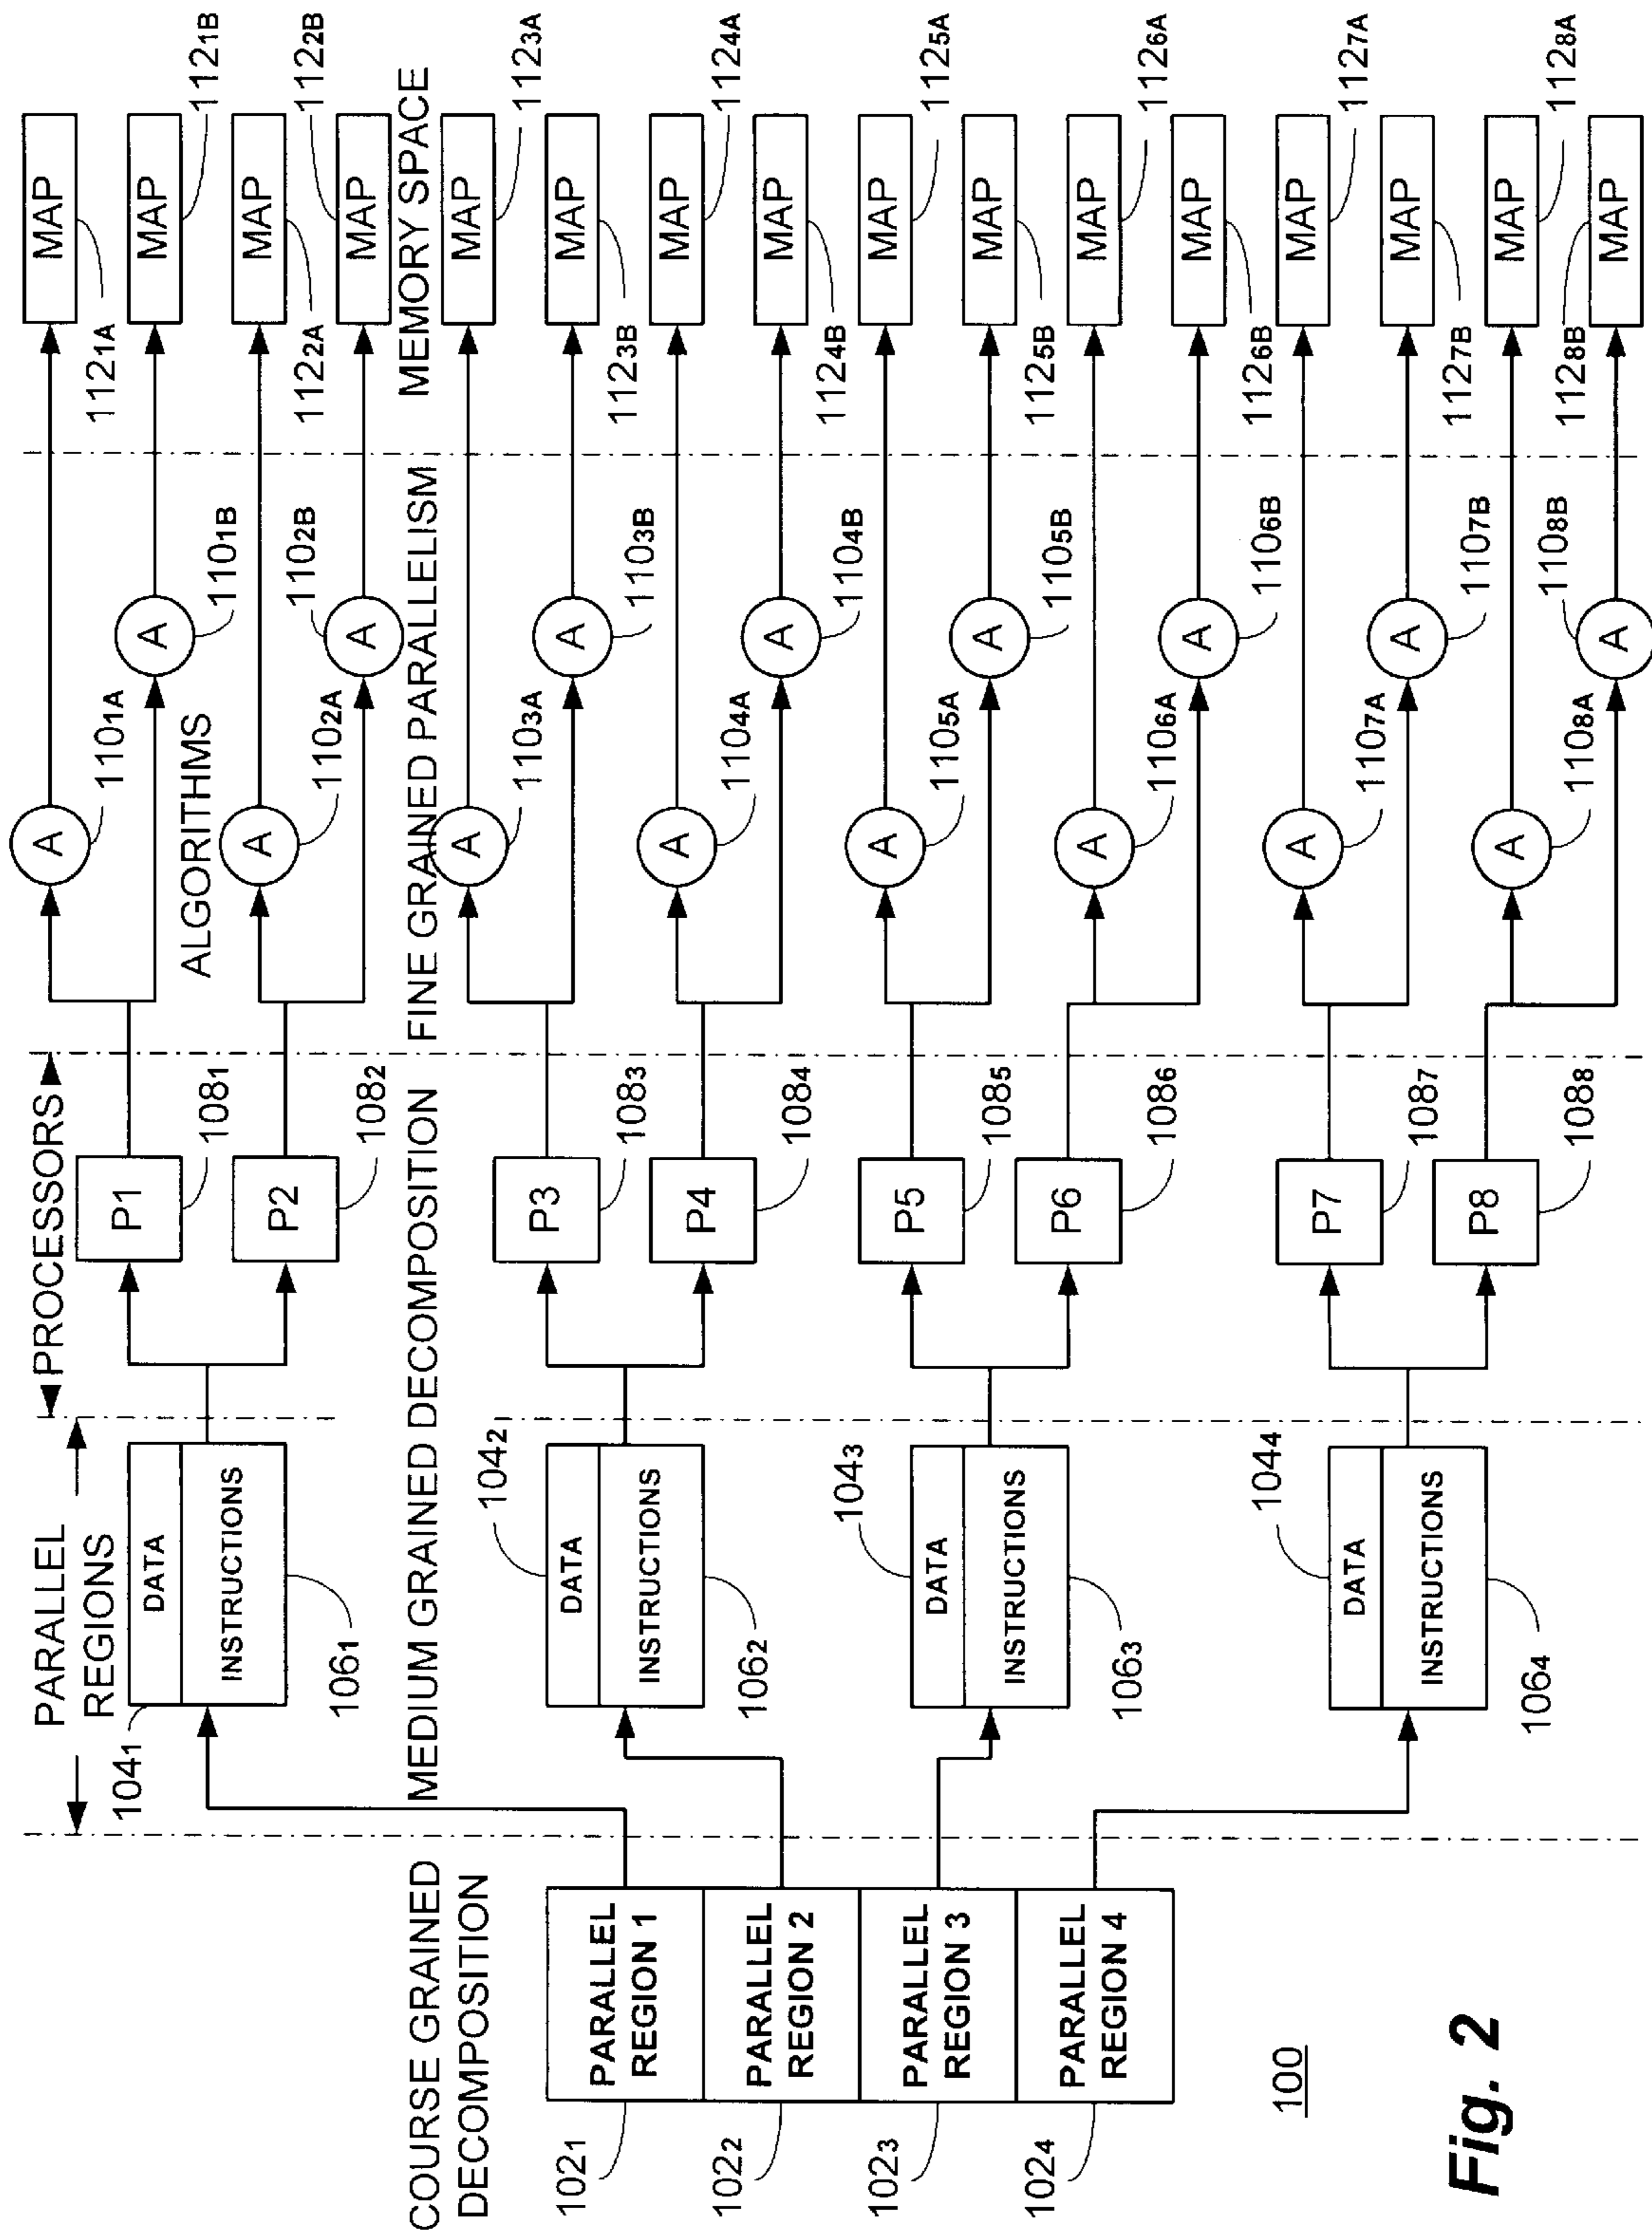 COURSE GRAINED
DECOMPOSITION
PARALLEL
REGION 1
PARALLEL
REGION 2
PARALLEL
REGION 3
PARALLEL
REGION 4
1021
1022
1023
1024
100
Fig. 2
PARALLEL
REGIONS
1041
DATA
INSTRUCTIONS
1061
MEDIUM GRAINED DECOMPOSITION
1042
DATA
INSTRUCTIONS
1062
1043
DATA
INSTRUCTIONS
1063
1044
DATA
INSTRUCTIONS
1064
PROCESSORS
P1
1081
P2
1082
P3
1083
P4
1084
P5
1085
P6
1086
P7
1087
P8
1088
ALGORITHMS
FINE GRAINED PARALLELISM
A
1101A
A
1101B
A
1102A
A
1102B
A
1103A
A
1103B
A
1104A
A
1104B
A
1105A
A
1105B
A
1106A
A
1106B
A
1107A
A
1107B
A
1108A
A
1108B
MEMORY SPACE
MAP
1121A
MAP
1121B
MAP
1122A
MAP
1122B
MAP
1123A
MAP
1123B
MAP
1124A
MAP
1124B
MAP
1125A
MAP
1125B
MAP
1126A
MAP
1126B
MAP
1127A
MAP
1127B
MAP
1128A
MAP
1128B